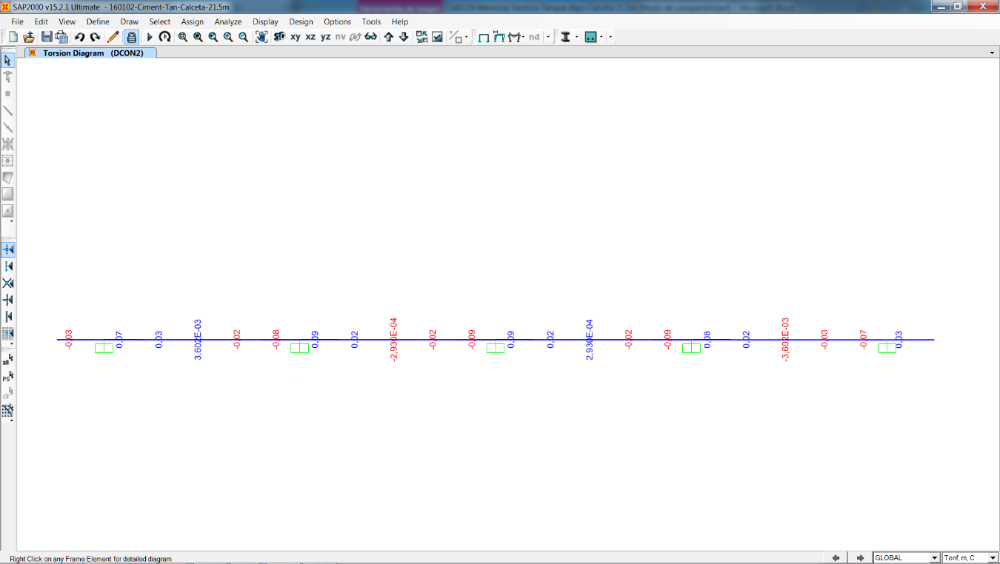 SAP2000 v15.2.1 Ultimate - 160102-Ciment-Tan-Calceta-21.5m
File Edit View Define Draw Select Assign Analyze Display Design Options Tools Help
3D xy xz yz nv nd
Torsion Diagram (DCON2)
all
PS
clr
-0.03 0,07 0,03 3,602E-03 -0.02 -0.08 0,09 0,02 -2,930E-04 -0.02 -0.09 0,09 0,02 2,930E-04 -0.02 -0.09 0,08 0,02 -3,602E-03 -0.03 -0.07 0,03
Right Click on any Frame Element for detailed diagram
GLOBAL
Tonf, m, C